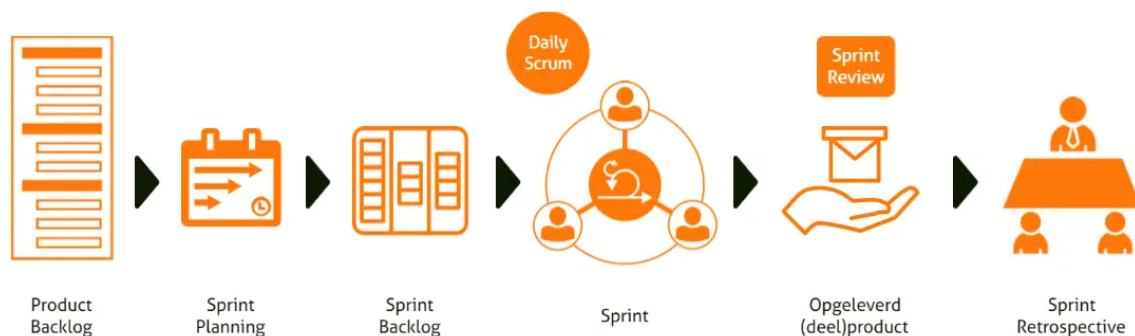 Daily
Scrum
Sprint
Review
Product
Backlog
Sprint
Planning
Sprint
Backlog
Sprint
Opgeleverd
(deel)product
Sprint
Retrospective